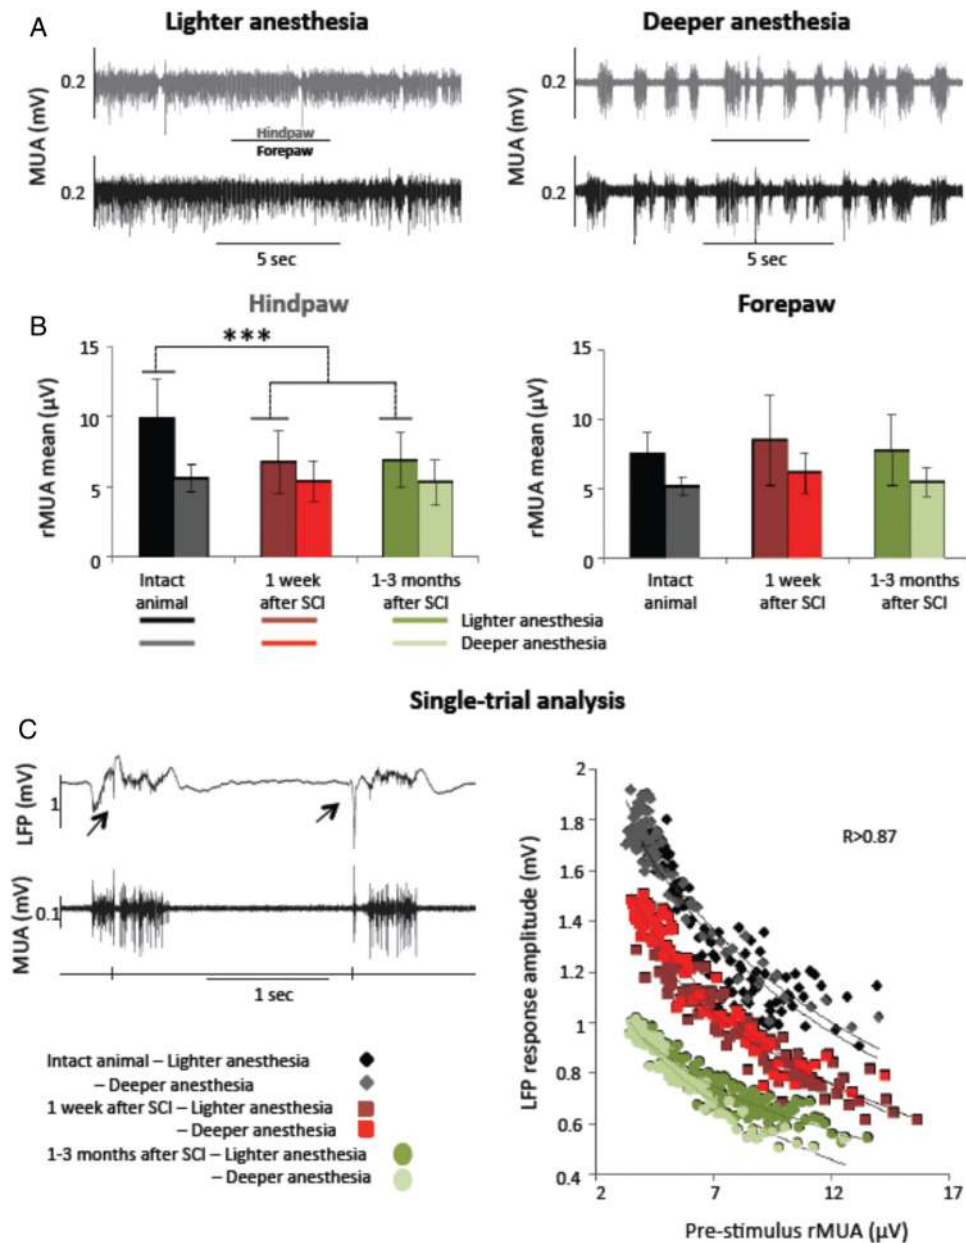 A
Lighter anesthesia
Deeper anesthesia
MUA (mV)
0.2
MUA (mV)
0.2
Hindpaw
Forepaw
0.2
0.2
5 sec
5 sec
B
Hindpaw
Forepaw
***
rMUA mean (µV)
15
10
5
0
rMUA mean (µV)
15
10
5
0
Intact animal
1 week after SCI
1-3 months after SCI
Intact animal
1 week after SCI
1-3 months after SCI
Lighter anesthesia
Deeper anesthesia
Single-trial analysis
C
LFP (mV)
1
MUA (mV)
0.1
1 sec
Intact animal – Lighter anesthesia
– Deeper anesthesia
1 week after SCI – Lighter anesthesia
– Deeper anesthesia
1-3 months after SCI – Lighter anesthesia
– Deeper anesthesia
LFP response amplitude (mV)
2
1.8
1.6
1.4
1.2
1
0.8
0.6
0.4
R>0.87
2
7
12
17
Pre-stimulus rMUA (µV)